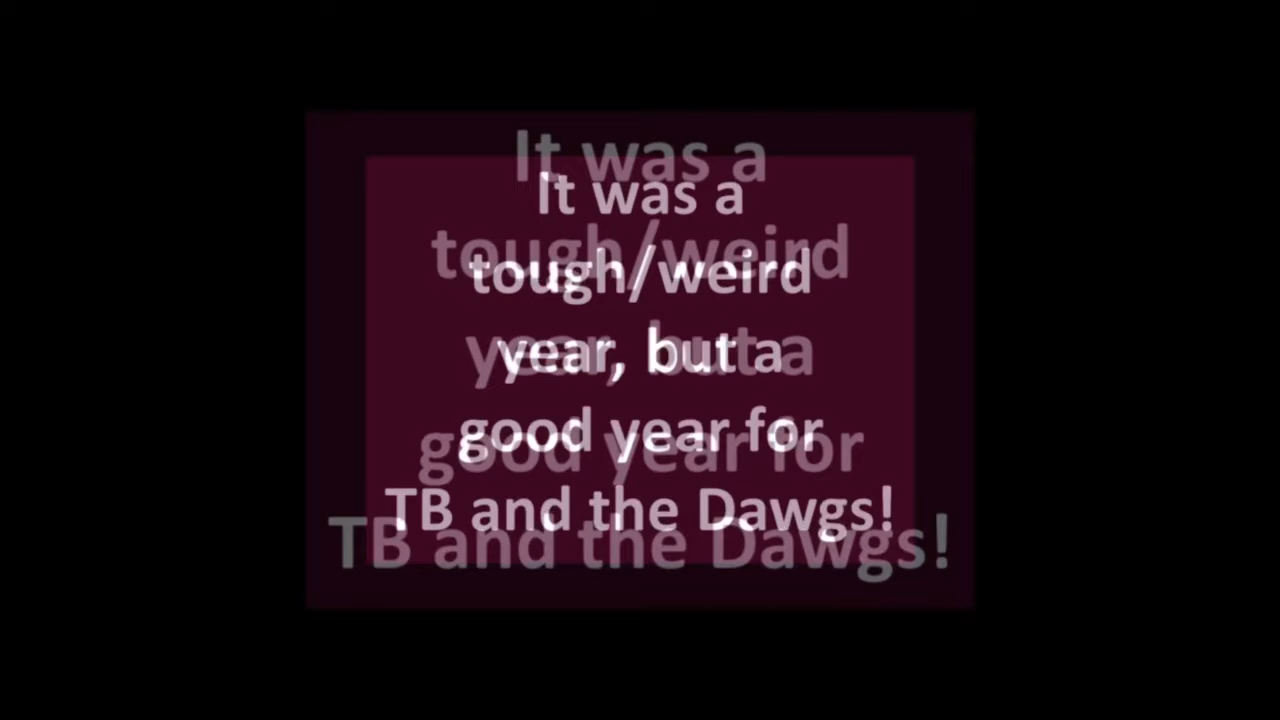 It was a
tough/weird
year, but a
good year for
TB and the Dawgs!